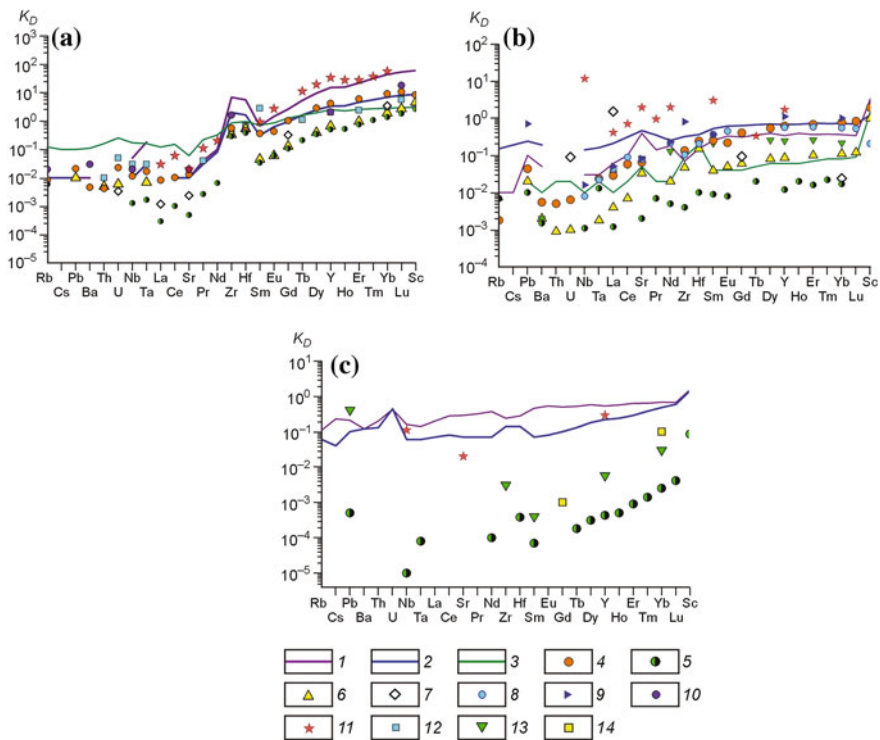 K_D
(a)
10^3
10^2
10^1
10^0
10^-1
10^-2
10^-3
10^-4
10^-5
Rb Pb Th Nb La Sr Nd Hf Eu Tb Y Er Yb Sc
Cs Ba U Ta Ce Pr Zr Sm Gd Dy Ho Tm Lu
K_D
(b)
10^2
10^1
10^0
10^-1
10^-2
10^-3
10^-4
Rb Pb Th Nb La Sr Nd Hf Eu Tb Y Er Yb Sc
Cs Ba U Ta Ce Pr Zr Sm Gd Dy Ho Tm Lu
K_D
(c)
10^1
10^0
10^-1
10^-2
10^-3
10^-4
10^-5
Rb Pb Th Nb La Sr Nd Hf Eu Tb Y Er Yb Sc
Cs Ba U Ta Ce Pr Zr Sm Gd Dy Ho Tm Lu
1 2 3 4 5
6 7 8 9 10
11 12 13 14